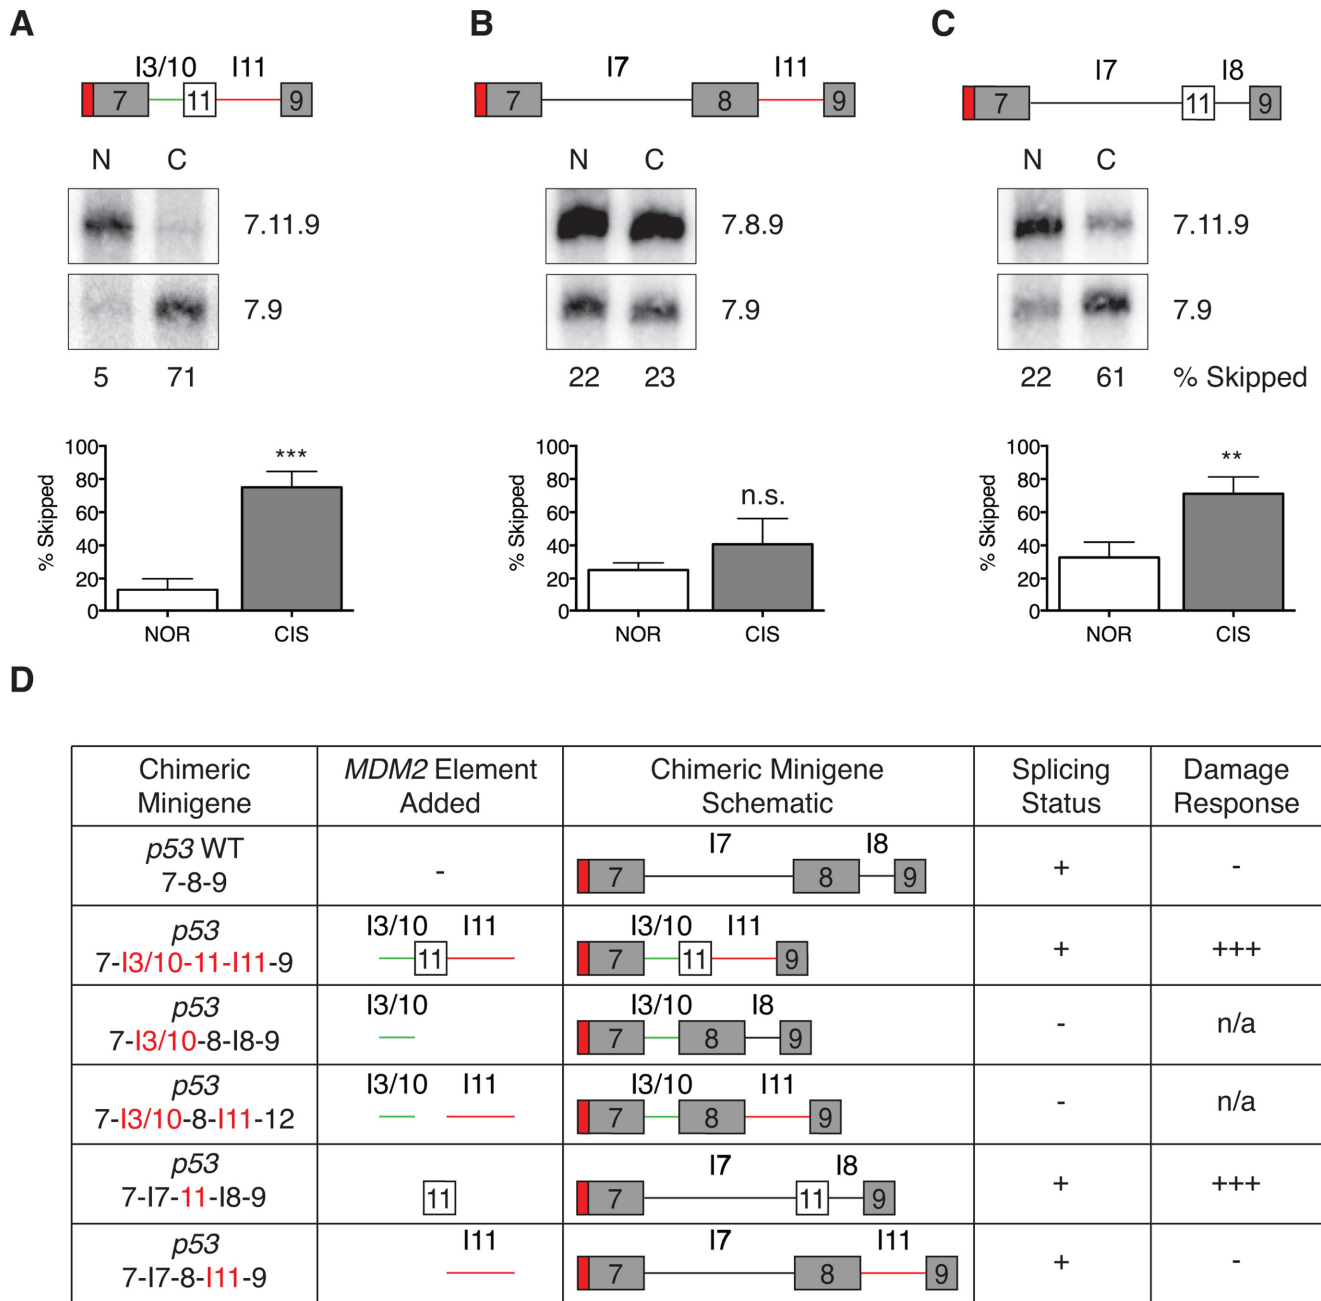 A
I3/10 I11
7 11 9
N C
7.11.9
7.9
5 71
% Skipped
100
80
60
40
20
0
***
NOR CIS
B
I7 I11
7 8 9
N C
7.8.9
7.9
22 23
% Skipped
100
80
60
40
20
0
n.s.
NOR CIS
C
I7 I8
7 11 9
N C
7.11.9
7.9
22 61 % Skipped
% Skipped
100
80
60
40
20
0
**
NOR CIS
D
Chimeric
Minigene
MDM2 Element
Added
Chimeric Minigene
Schematic
Splicing
Status
Damage
Response
p53 WT
7-8-9
-
I7 I8
7 8 9
+
-
p53
7-I3/10-11-I11-9
I3/10 I11
11
I3/10 I11
7 11 9
+
+++
p53
7-I3/10-8-I8-9
I3/10
I3/10 I8
7 8 9
-
n/a
p53
7-I3/10-8-I11-12
I3/10 I11
I3/10 I11
7 8 9
-
n/a
p53
7-I7-11-I8-9
11
I7 I8
7 11 9
+
+++
p53
7-I7-8-I11-9
I11
I7 I11
7 8 9
+
-